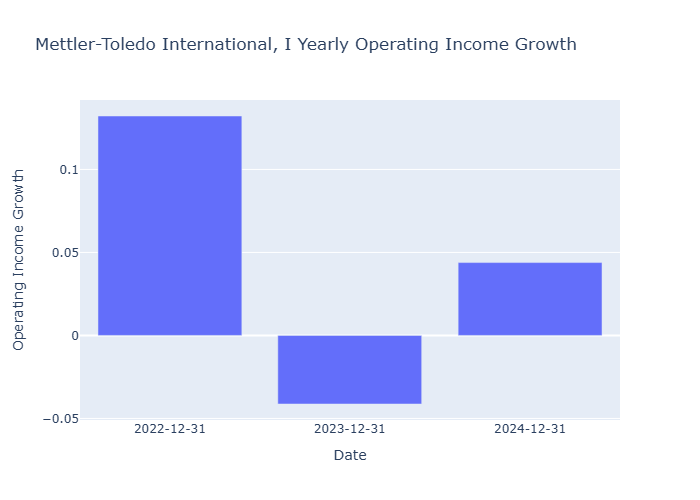 Mettler-Toledo International, I Yearly Operating Income Growth
Operating Income Growth
0.1
0.05
0
−0.05
2022-12-31
2023-12-31
2024-12-31
Date